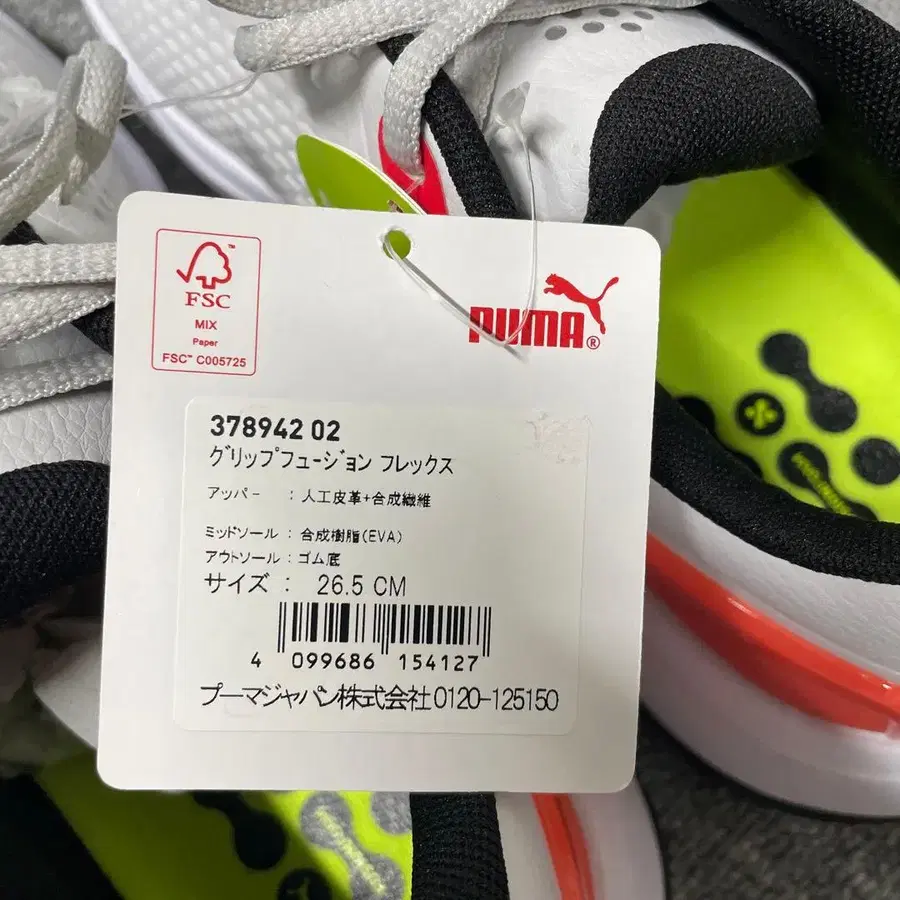 FSC
MIX
Paper
FSC™ C005725
PUMA®
378942 02
グリップフュージョン フレックス
アッパー : 人工皮革+合成繊維
ミッドソール : 合成樹脂(EVA)
アウトソール : ゴム底
サイズ : 26.5 CM
4 099686 154127
プーマジャパン株式会社 0120-125150